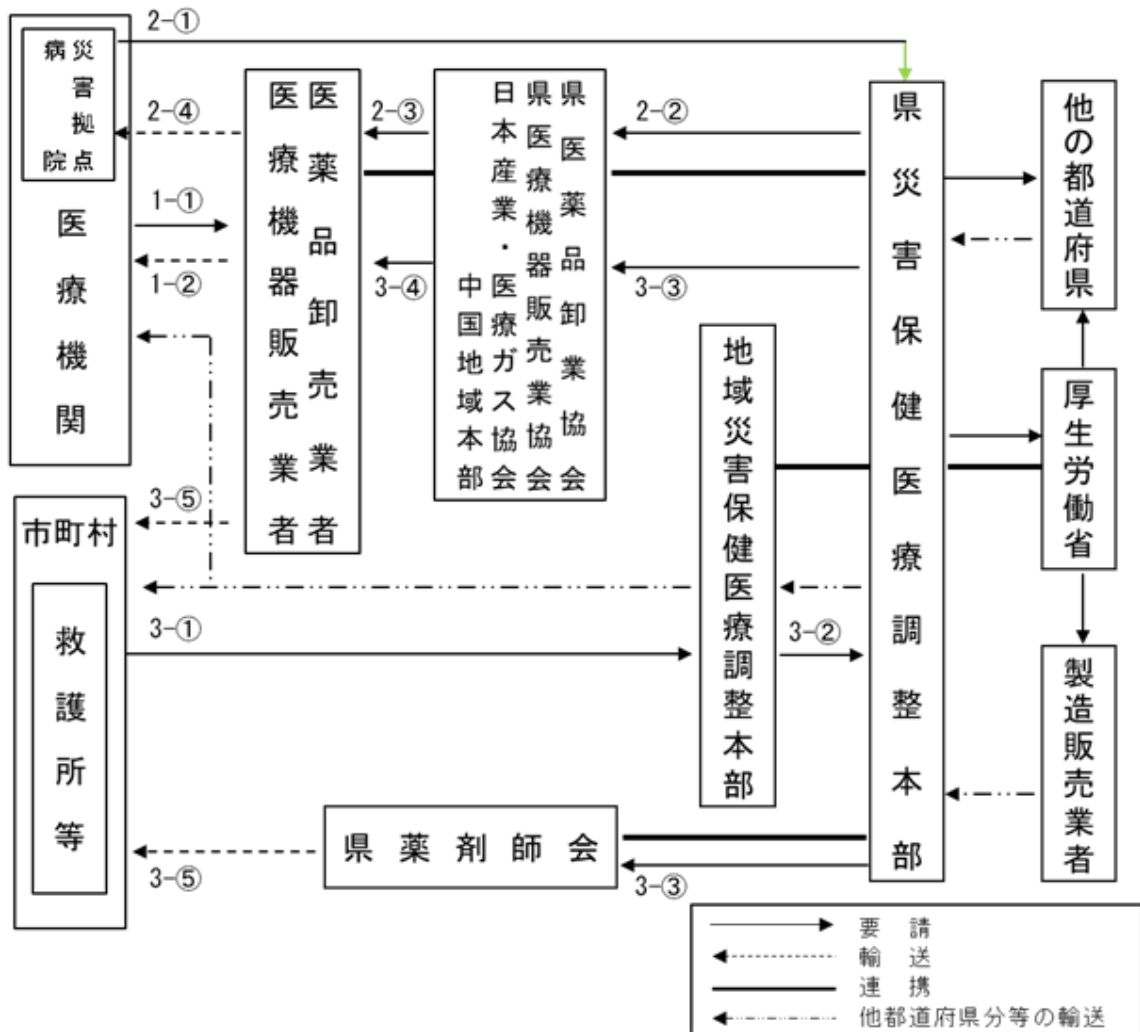 2-①
災害拠点
病院
医療機関
2-④
1-①
1-②
医薬品卸売業者
医療機器販売業者
2-③
3-④
県医薬品卸業協会
県医療機器販売業協会
日本産業・医療ガス協会
中国地域本部
2-②
3-③
県災害保健医療調整本部
他の都道府県
厚生労働省
製造販売業者
地域災害保健医療調整本部
3-⑤
市町村
救護所等
3-①
3-②
県薬剤師会
3-⑤
3-③
要請
輸送
連携
他都道府県分等の輸送